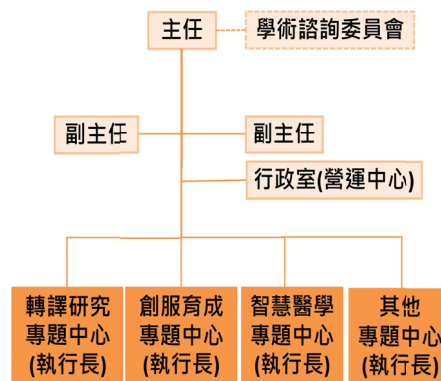 主任
學術諮詢委員會
副主任
副主任
行政室(營運中心)
轉譯研究
專題中心
(執行長)
創服育成
專題中心
(執行長)
智慧醫學
專題中心
(執行長)
其他
專題中心
(執行長)